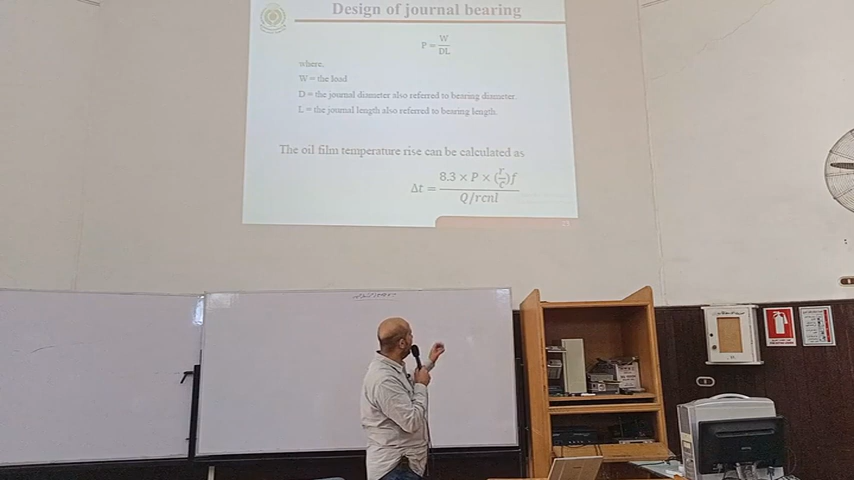 Design of journal bearing
P = W/DL
where,
W = the load
D = the journal diameter also referred to bearing diameter.
L = the journal length also referred to bearing length.
The oil film temperature rise can be calculated as
Δt = 8.3 × P × (r/c)f / Q/rcnl